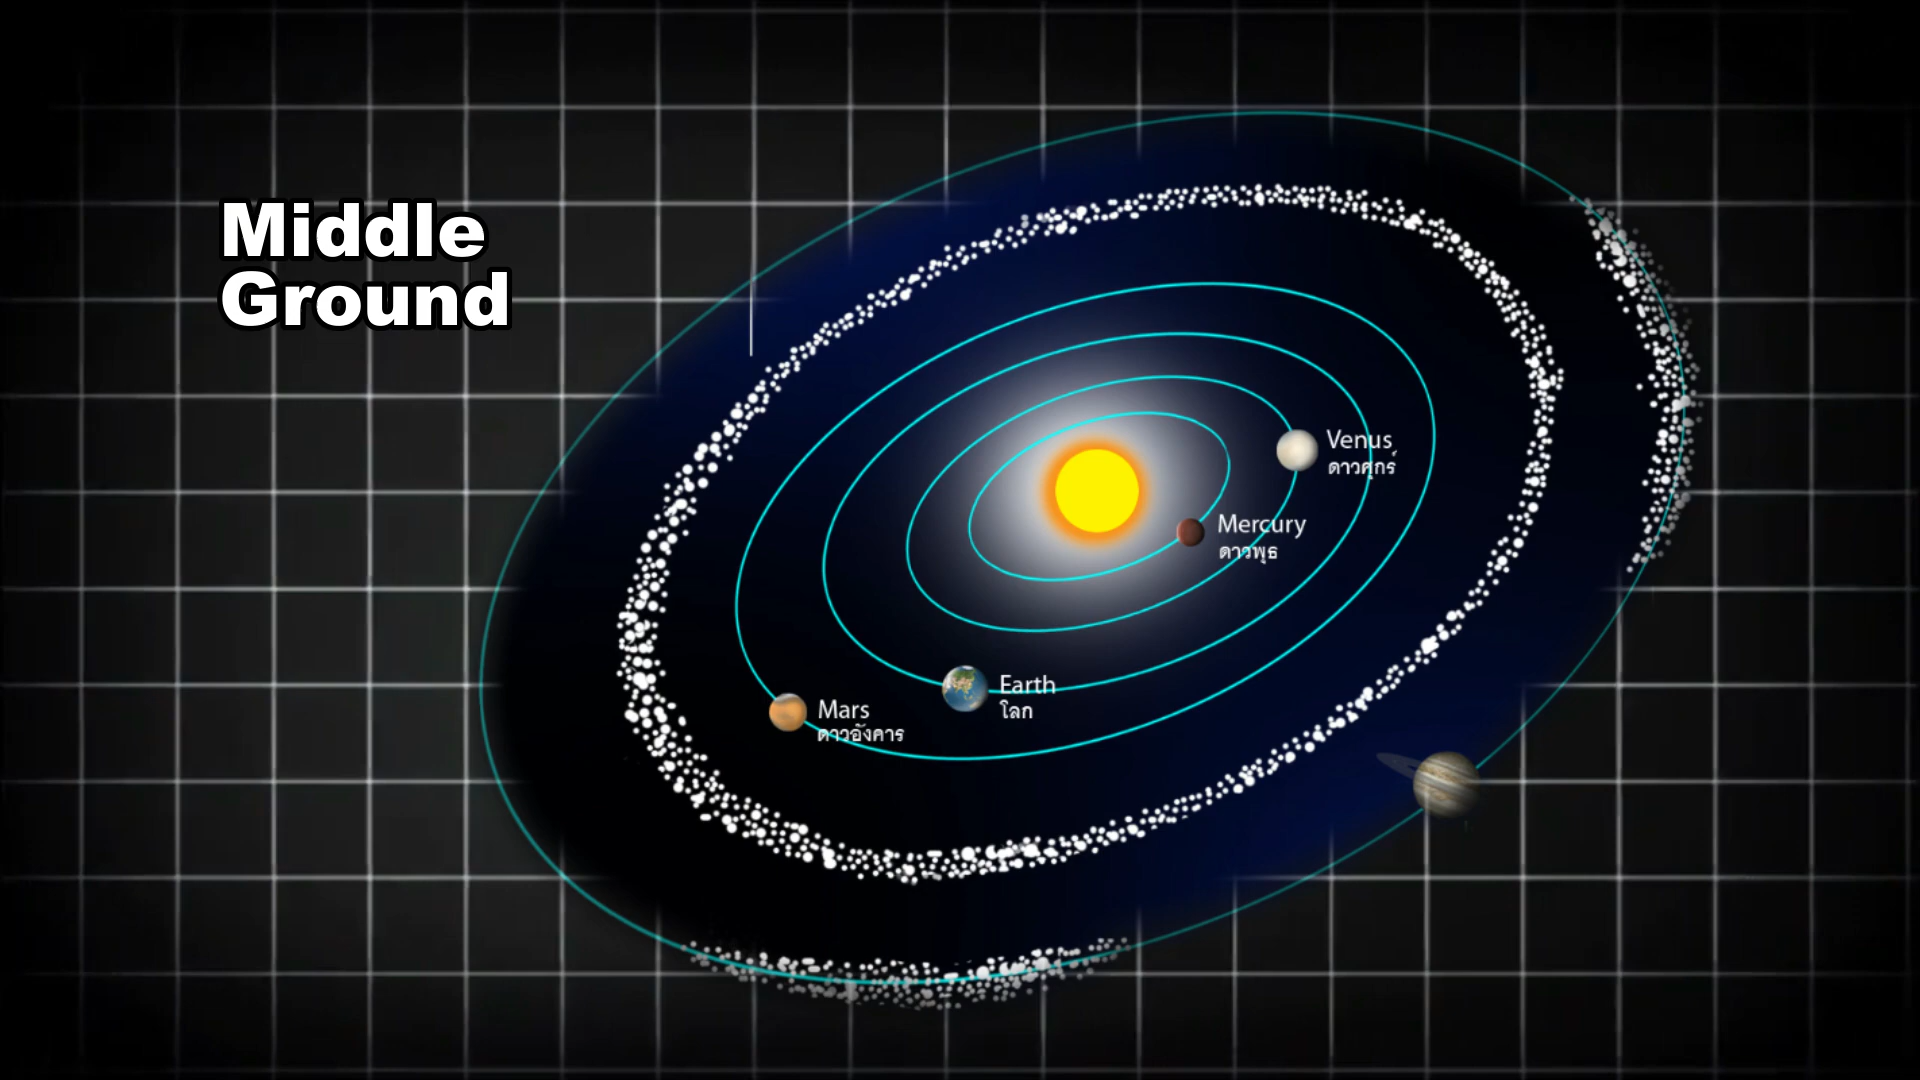 Middle
Ground
Venus
ดาวศุกร์
Mercury
ดาวพุธ
Earth
โลก
Mars
ดาวอังคาร